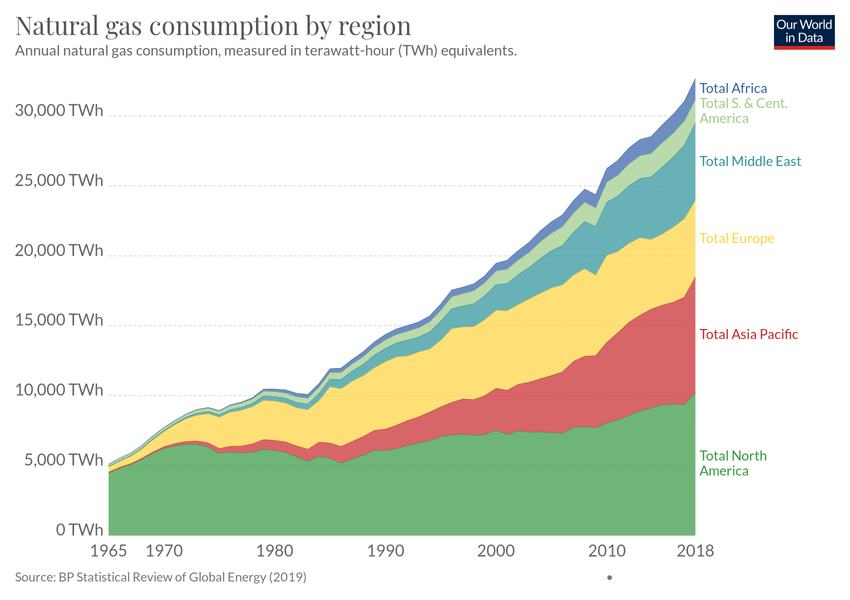 Natural gas consumption by region
Annual natural gas consumption, measured in terawatt-hour (TWh) equivalents.
Our World
in Data
30,000 TWh
25,000 TWh
20,000 TWh
15,000 TWh
10,000 TWh
5,000 TWh
0 TWh
1965
1970
1980
1990
2000
2010
2018
Total Africa
Total S. & Cent.
America
Total Middle East
Total Europe
Total Asia Pacific
Total North
America
Source: BP Statistical Review of Global Energy (2019)